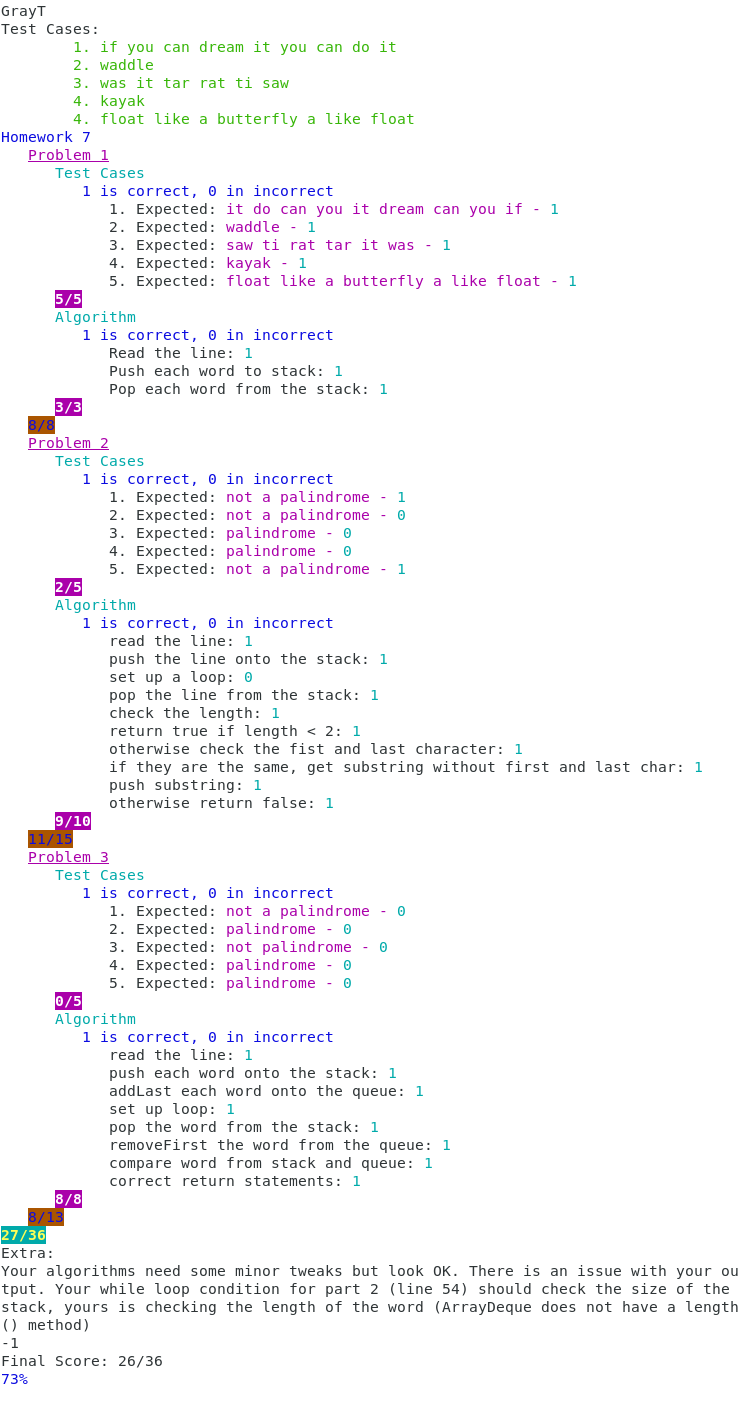 GrayT
Test Cases:
1. if you can dream it you can do it
2. waddle
3. was it tar rat ti saw
4. kayak
4. float like a butterfly a like float
Homework 7
Problem 1
Test Cases
1 is correct, 0 in incorrect
1. Expected: it do can you it dream can you if - 1
2. Expected: waddle - 1
3. Expected: saw ti rat tar it was - 1
4. Expected: kayak - 1
5. Expected: float like a butterfly a like float - 1
5/5
Algorithm
1 is correct, 0 in incorrect
Read the line: 1
Push each word to stack: 1
Pop each word from the stack: 1
3/3
8/8
Problem 2
Test Cases
1 is correct, 0 in incorrect
1. Expected: not a palindrome - 1
2. Expected: not a palindrome - 0
3. Expected: palindrome - 0
4. Expected: palindrome - 0
5. Expected: not a palindrome - 1
2/5
Algorithm
1 is correct, 0 in incorrect
read the line: 1
push the line onto the stack: 1
set up a loop: 0
pop the line from the stack: 1
check the length: 1
return true if length < 2: 1
otherwise check the fist and last character: 1
if they are the same, get substring without first and last char: 1
push substring: 1
otherwise return false: 1
9/10
11/15
Problem 3
Test Cases
1 is correct, 0 in incorrect
1. Expected: not a palindrome - 0
2. Expected: palindrome - 0
3. Expected: not palindrome - 0
4. Expected: palindrome - 0
5. Expected: palindrome - 0
0/5
Algorithm
1 is correct, 0 in incorrect
read the line: 1
push each word onto the stack: 1
addLast each word onto the queue: 1
set up loop: 1
pop the word from the stack: 1
removeFirst the word from the queue: 1
compare word from stack and queue: 1
correct return statements: 1
8/8
8/13
27/36
Extra:
Your algorithms need some minor tweaks but look OK. There is an issue with your ou
tput. Your while loop condition for part 2 (line 54) should check the size of the
stack, yours is checking the length of the word (ArrayDeque does not have a length
() method)
-1
Final Score: 26/36
73%